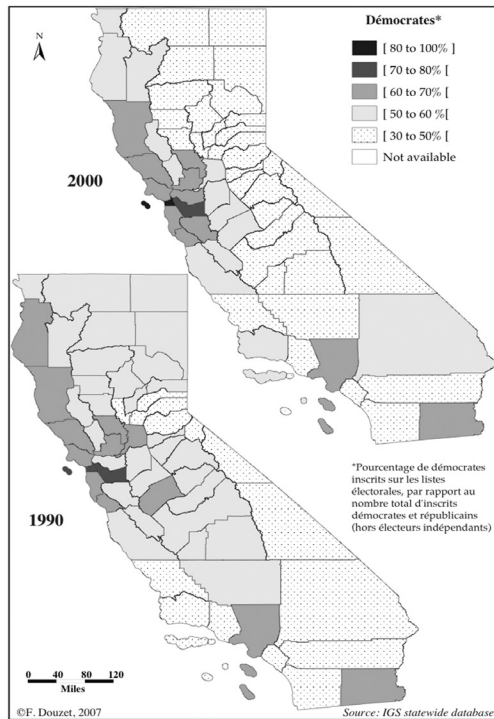 Démocrates*
N
[ 80 to 100% ]
[ 70 to 80% [
[ 60 to 70% [
[ 50 to 60 %[
[ 30 to 50% [
Not available
2000
1990
*Pourcentage de démocrates
inscrits sur les listes
électorales, par rapport au
nombre total d'inscrits
démocrates et républicains
(hors électeurs indépendants)
0 40 80 120
Miles
©F. Douzet, 2007
Source: IGS statewide database